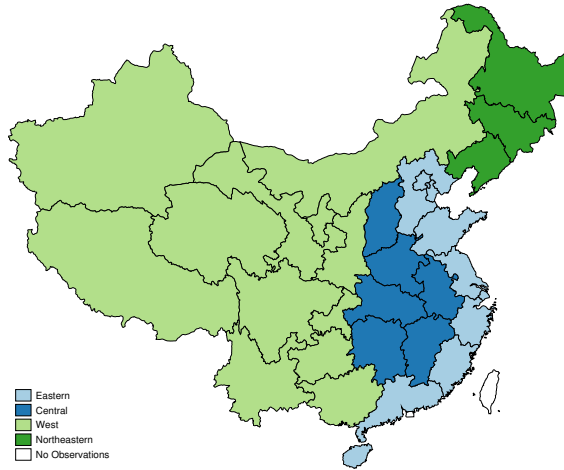 Eastern
Central
West
Northeastern
No Observations